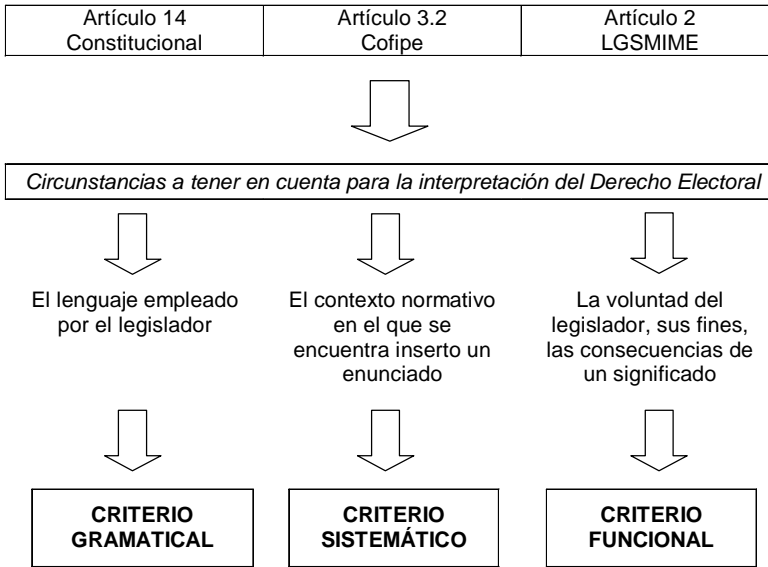 Artículo 14
Constitucional
Artículo 3.2
Cofipe
Artículo 2
LGSMIME
Circunstancias a tener en cuenta para la interpretación del Derecho Electoral
El lenguaje empleado
por el legislador
El contexto normativo
en el que se
encuentra inserto un
enunciado
La voluntad del
legislador, sus fines,
las consecuencias de
un significado
CRITERIO
GRAMATICAL
CRITERIO
SISTEMÁTICO
CRITERIO
FUNCIONAL